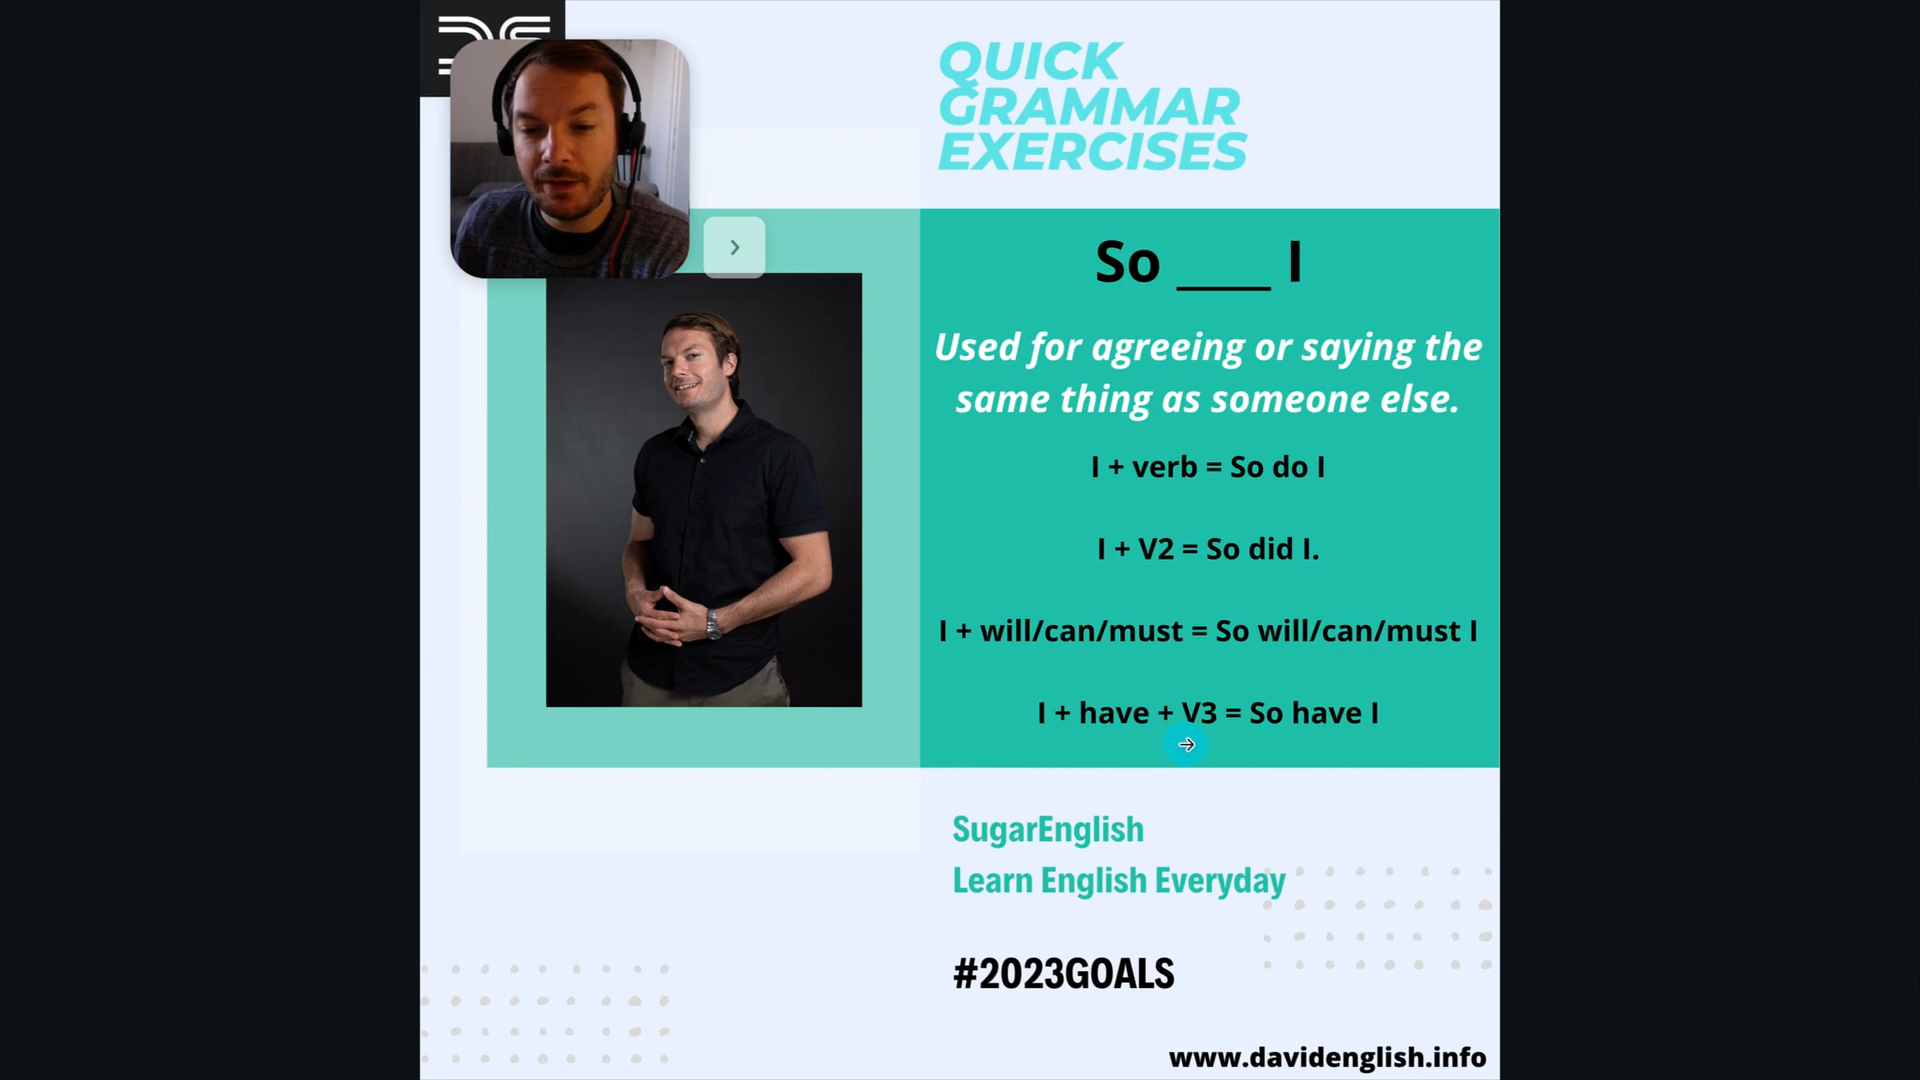 QUICK
GRAMMAR
EXERCISES
So ____ I
Used for agreeing or saying the
same thing as someone else.
I + verb = So do I
I + V2 = So did I.
I + will/can/must = So will/can/must I
I + have + V3 = So have I
SugarEnglish
Learn English Everyday
#2023GOALS
www.davidenglish.info